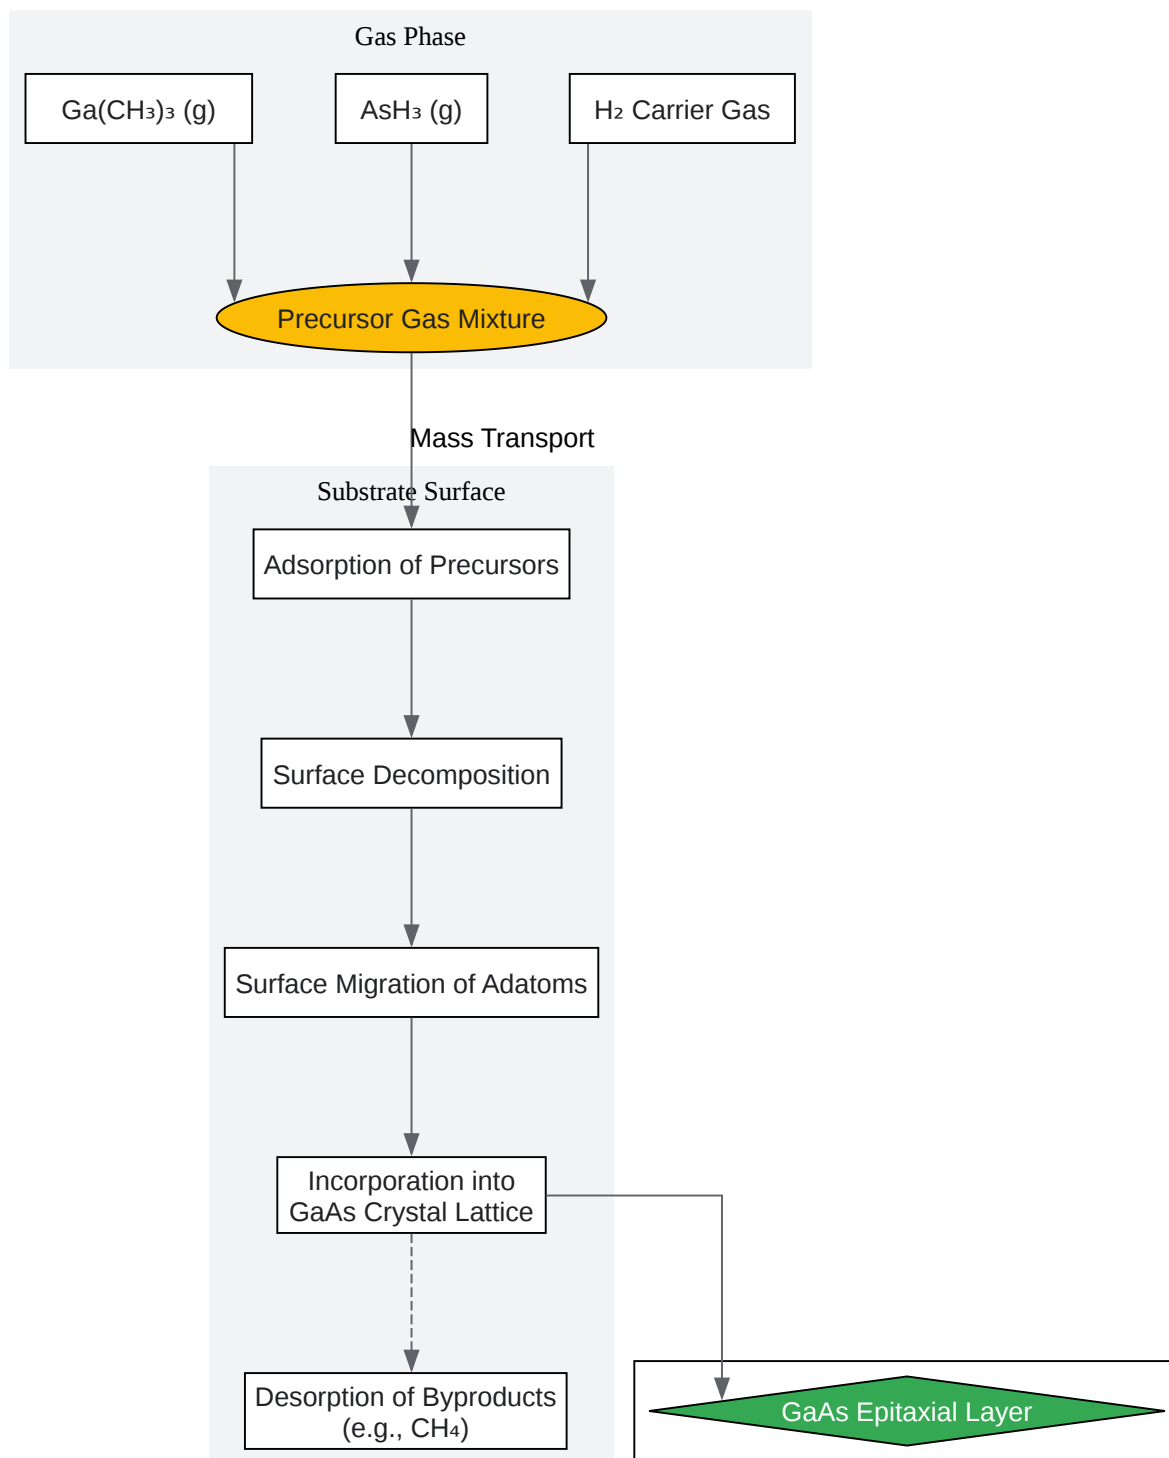 Gas Phase
Ga(CH₃)₃ (g)
AsH₃ (g)
H₂ Carrier Gas
Precursor Gas Mixture
Mass Transport
Substrate Surface
Adsorption of Precursors
Surface Decomposition
Surface Migration of Adatoms
Incorporation into
GaAs Crystal Lattice
Desorption of Byproducts
(e.g., CH₄)
GaAs Epitaxial Layer